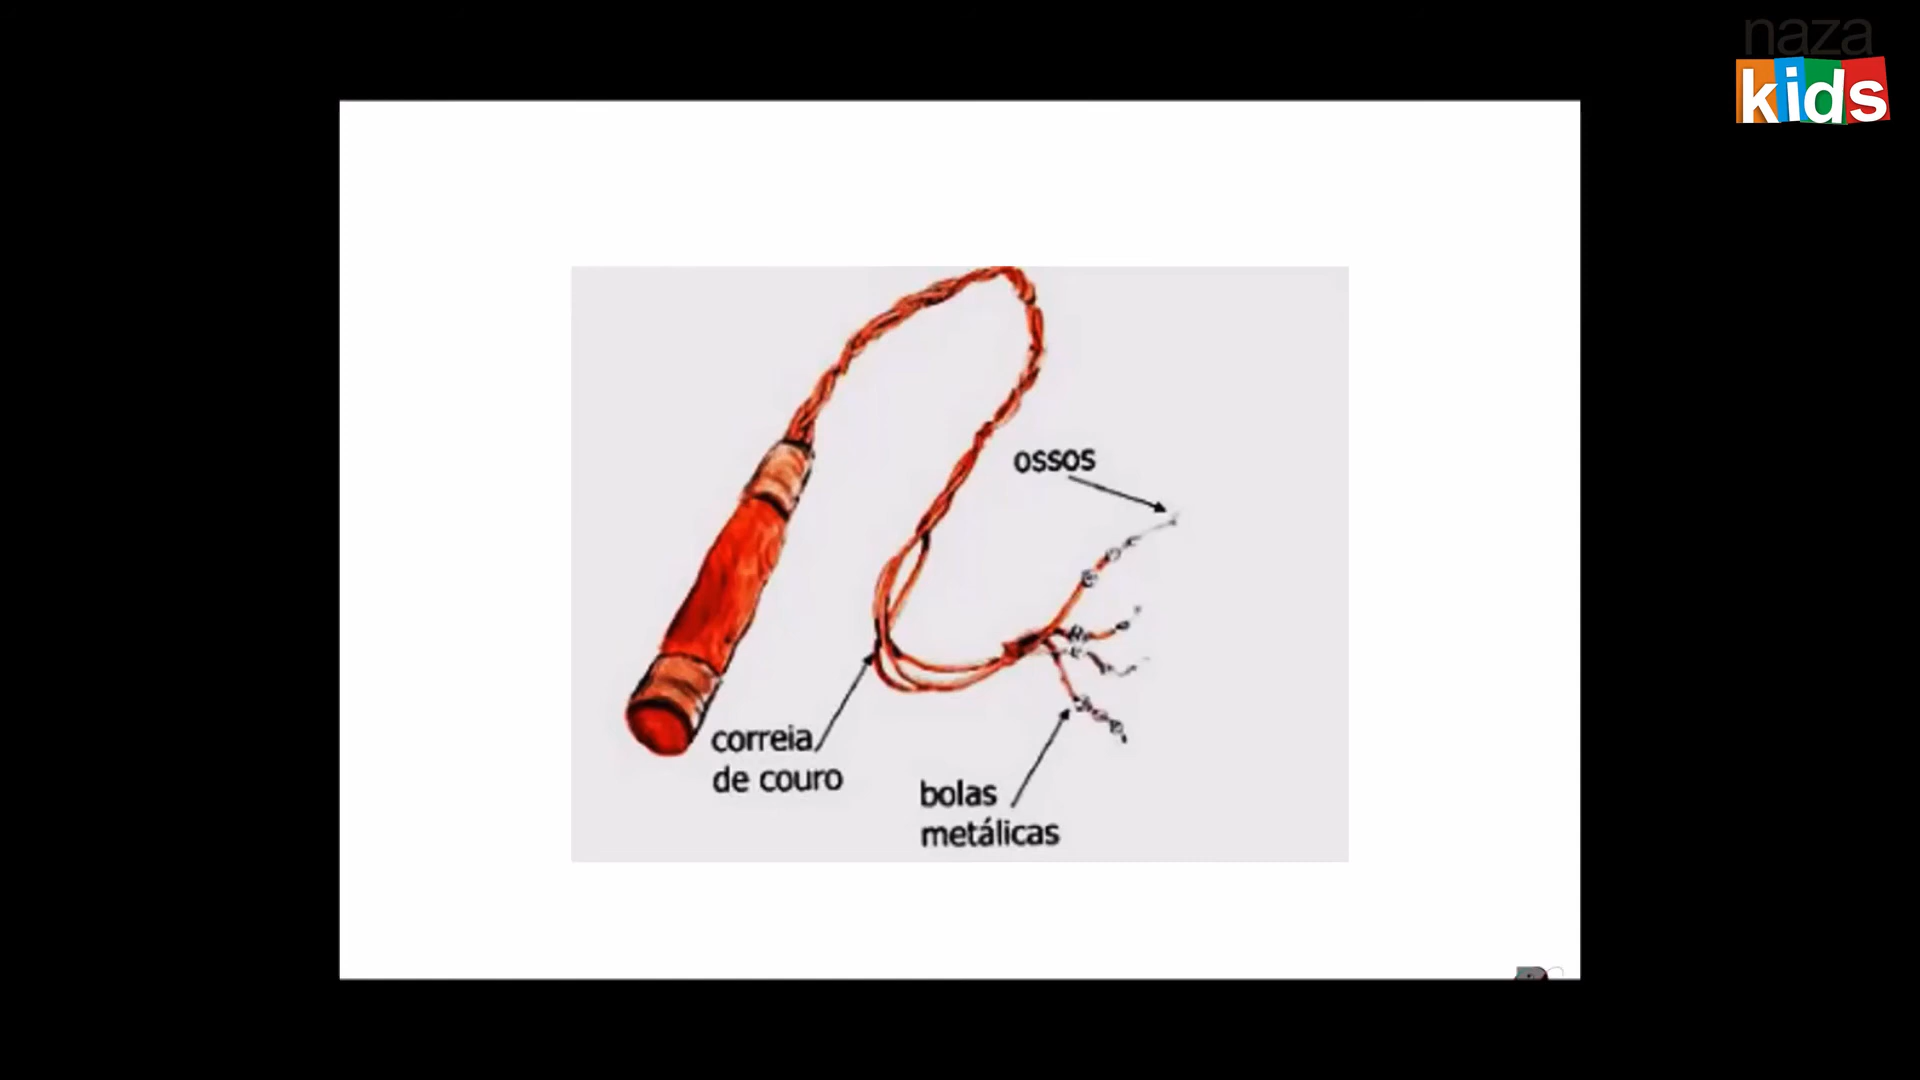 naza
kids
ossos
correia
de couro
bolas
metálicas